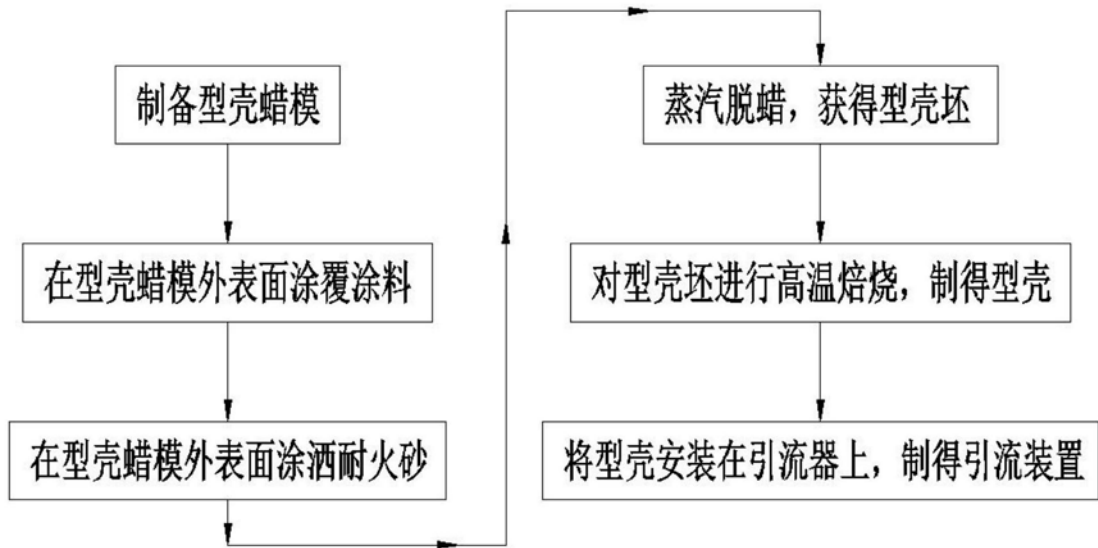 制备型壳蜡模
在型壳蜡模外表面涂覆涂料
在型壳蜡模外表面涂洒耐火砂
蒸汽脱蜡，获得型壳坯
对型壳坯进行高温焙烧，制得型壳
将型壳安装在引流器上，制得引流装置